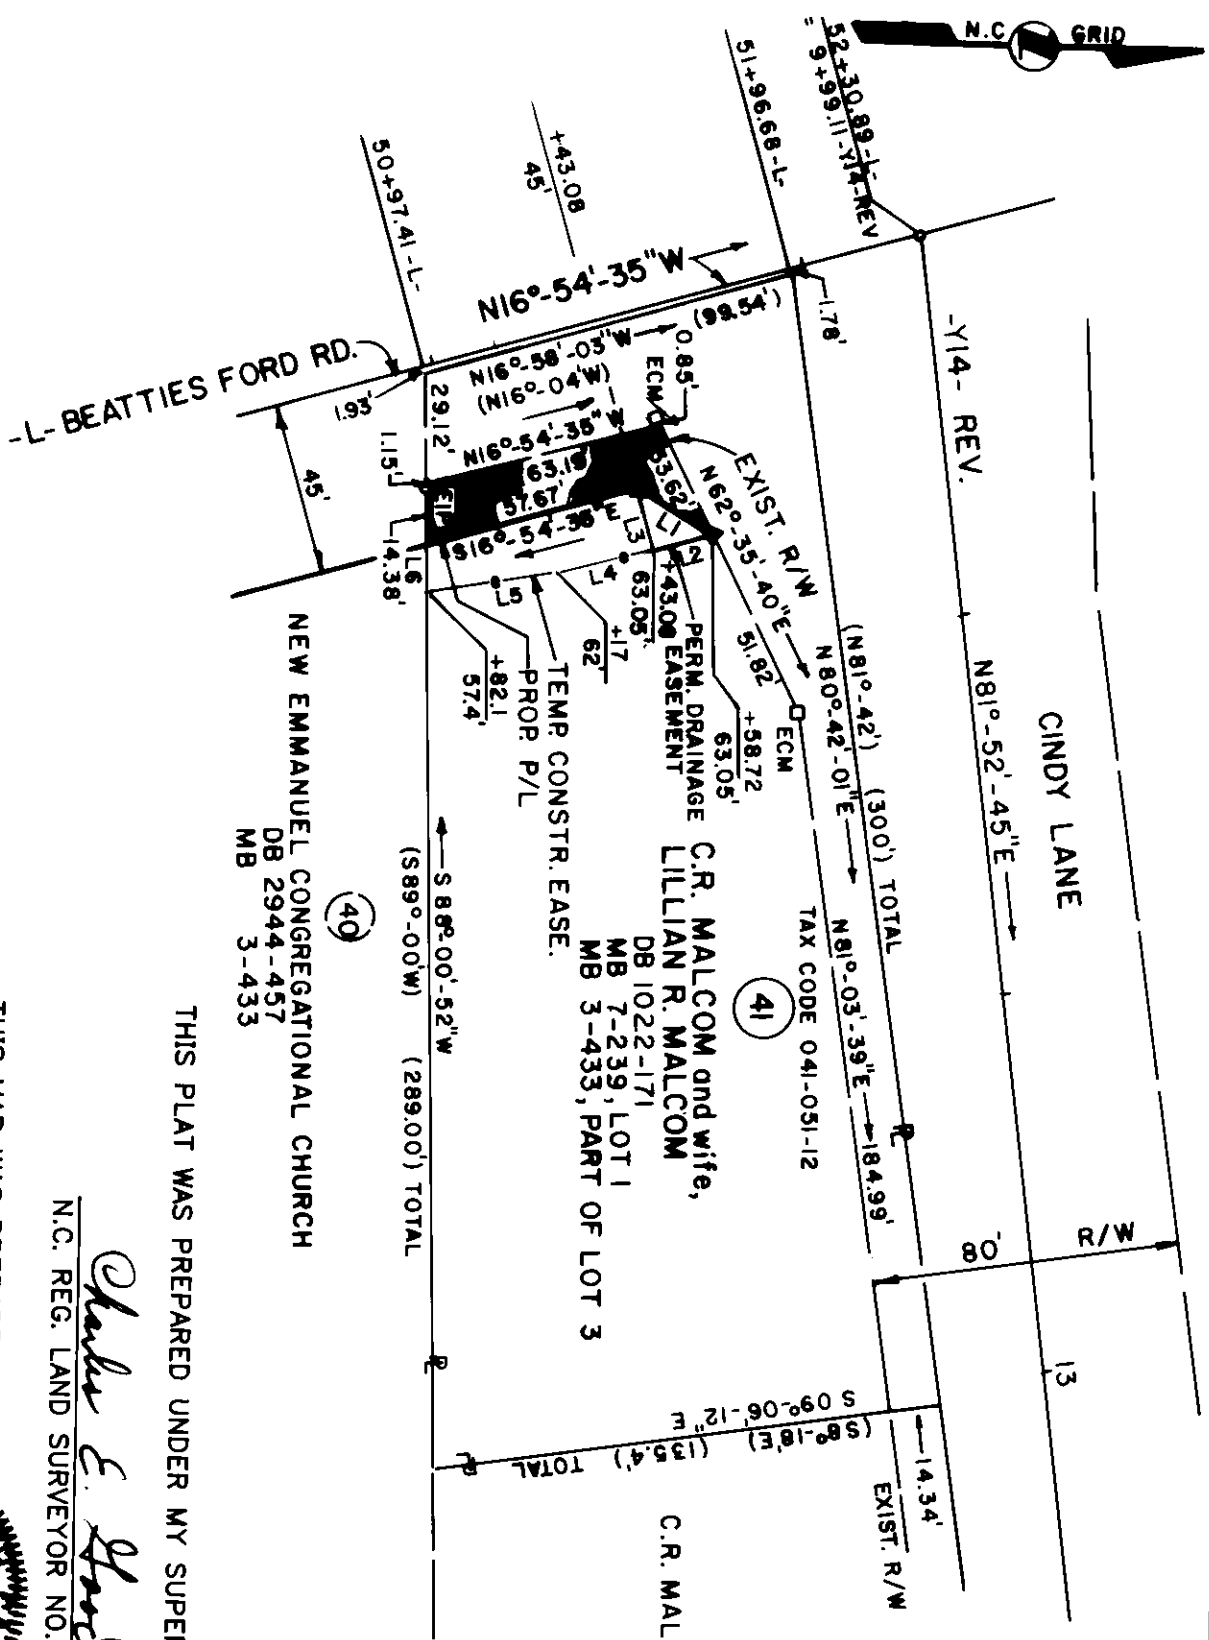 N.C. GRID
52+30.89 -L-
= 9+99.11 -Y14-REV
51+96.68 -L-
+43.08
45'
50+97.41 -L-
-L- BEATTIES FORD RD.
N16°-54'-35"W
(99.54')
1.78'
N16°-58'-03"W
(N16°-04'W)
0.85'
ECM
1.93'
29.12'
1.15'
N16°-54'-35"W
63.19'
57.67'
53.62'
EIP
S16°-54'-35"E
45'
14.38'
L6
L5
L4
L3
L1
L2
EXIST. R/W
N62°-35'-40"E
51.82'
ECM
+43.08
63.05'
+17
62'
+82.1
57.4'
+58.72
63.05'
PERM. DRAINAGE
EASEMENT
TEMP. CONSTR. EASE.
PROP. P/L
-Y14- REV.
N81°-52'-45"E
CINDY LANE
(N81°-42') (300') TOTAL
N80°-42'-01"E
N81°-03'-39"E 184.99'
TAX CODE 041-051-12
41
C.R. MALCOM and wife,
LILLIAN R. MALCOM
DB 1022-171
MB 7-239, LOT 1
MB 3-433, PART OF LOT 3
S 88°-00'-52"W
(S89°-00'W) (289.00') TOTAL
40
NEW EMMANUEL CONGREGATIONAL CHURCH
DB 2944-457
MB 3-433
80' R/W
13
S 09°-06'-12"E
(S8°-18'E) (135.4') TOTAL
14.34'
EXIST. R/W
C.R. MAL
PL
PL
PL
THIS PLAT WAS PREPARED UNDER MY SUPER
Charles E.
N.C. REG. LAND SURVEYOR NO.